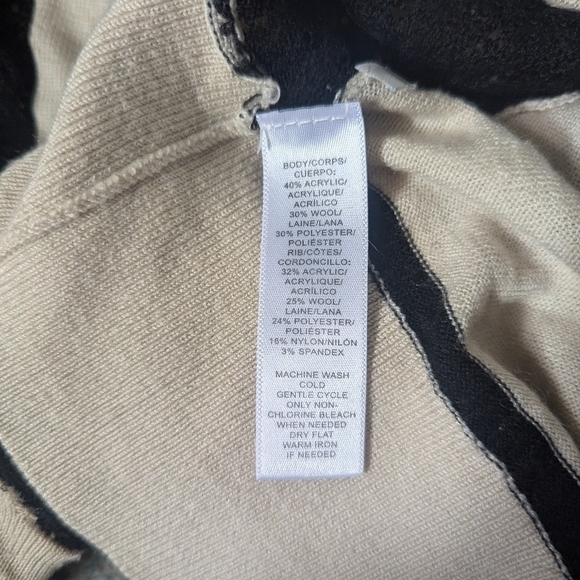 BODY/CORPS/
CUERPO:
40% ACRYLIC/
ACRYLIQUE/
ACRÍLICO
30% WOOL/
LAINE/LANA
30% POLYESTER/
POLIÉSTER
RIB/CÔTES/
CORDONCILLO:
32% ACRYLIC/
ACRYLIQUE/
ACRÍLICO
25% WOOL/
LAINE/LANA
24% POLYESTER/
POLIÉSTER
16% NYLON/NILÓN
3% SPANDEX
MACHINE WASH
COLD
GENTLE CYCLE
ONLY NON-
CHLORINE BLEACH
WHEN NEEDED
DRY FLAT
WARM IRON
IF NEEDED